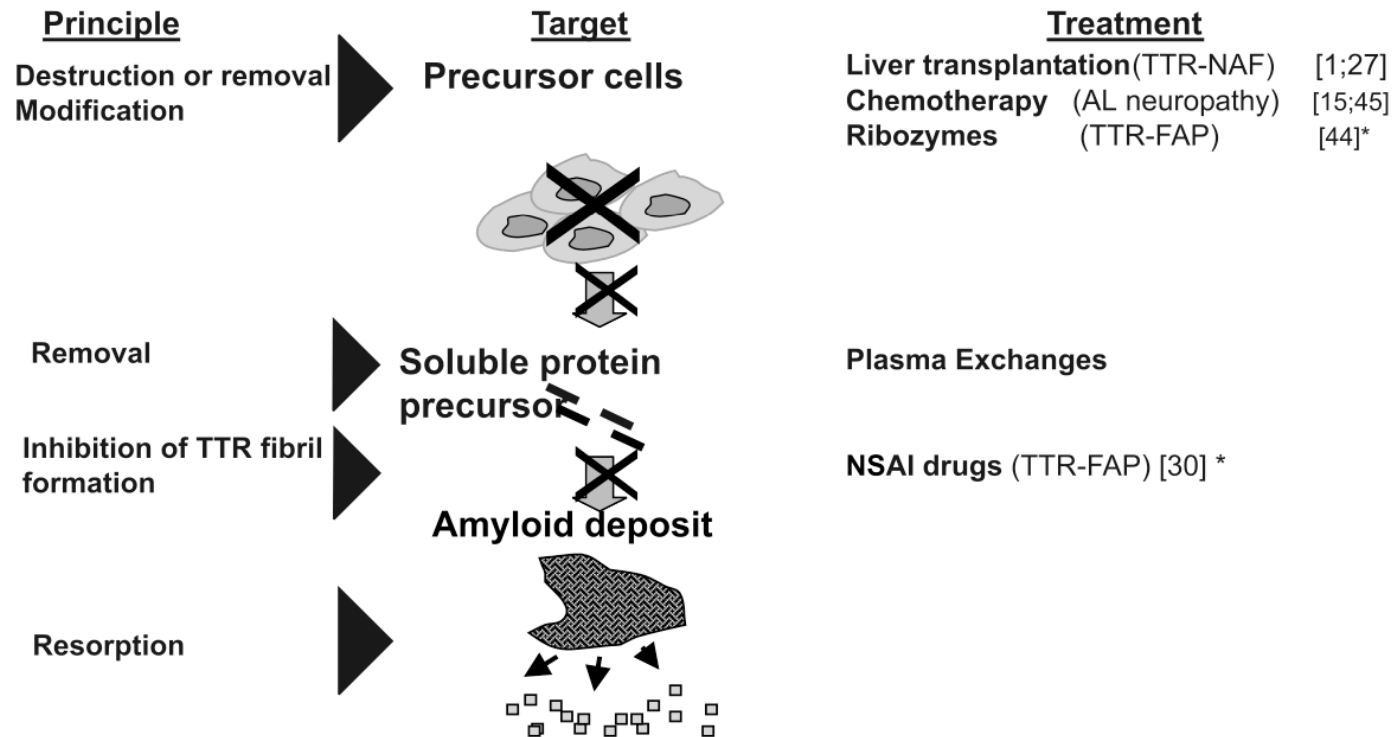 Principle Target Treatment
Destruction or removal
Modification
Precursor cells
Liver transplantation(TTR-NAF) [1;27]
Chemotherapy (AL neuropathy) [15;45]
Ribozymes (TTR-FAP) [44]*
Removal
Soluble protein
precursor
Plasma Exchanges
Inhibition of TTR fibril
formation
NSAI drugs (TTR-FAP) [30] *
Amyloid deposit
Resorption